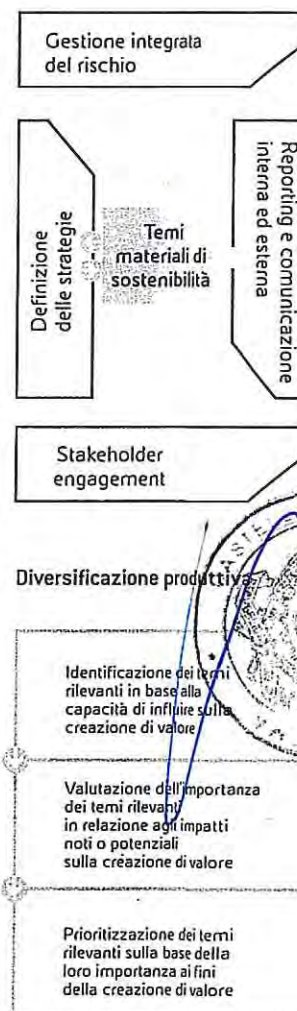 Gestione integrata
del rischio
Definizione
delle strategie
Temi
materiali di
sostenibilità
Reporting e comunicazione
interna ed esterna
Stakeholder
engagement
Diversificazione produttiva
Identificazione dei temi
rilevanti in base alla
capacità di influire sulla
creazione di valore
Valutazione dell'importanza
dei temi rilevanti
in relazione agli impatti
noti o potenziali
sulla creazione di valore
Prioritizzazione dei temi
rilevanti sulla base della
loro importanza ai fini
della creazione di valore